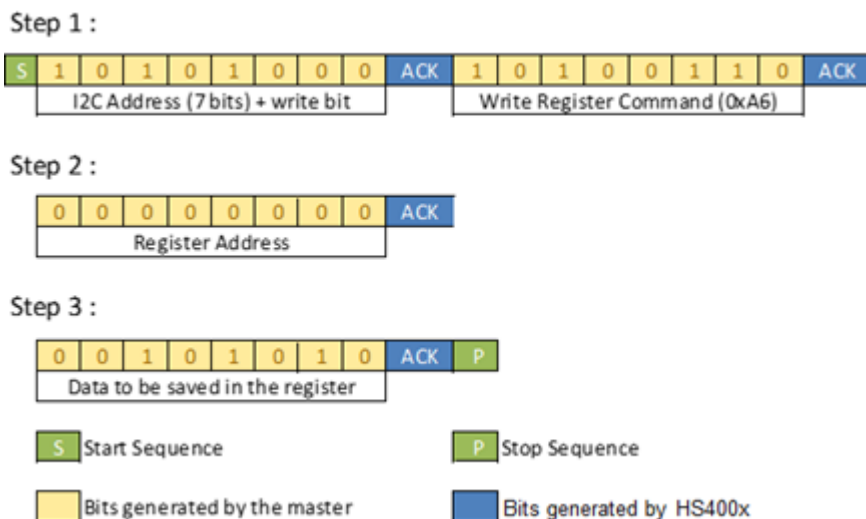 Step 1 :
S 1 0 1 0 1 0 0 0 ACK 1 0 1 0 0 1 1 0 ACK
I2C Address (7 bits) + write bit Write Register Command (0xA6)
Step 2 :
0 0 0 0 0 0 0 0 ACK
Register Address
Step 3 :
0 0 1 0 1 0 1 0 ACK P
Data to be saved in the register
S Start Sequence P Stop Sequence
Bits generated by the master Bits generated by HS400x